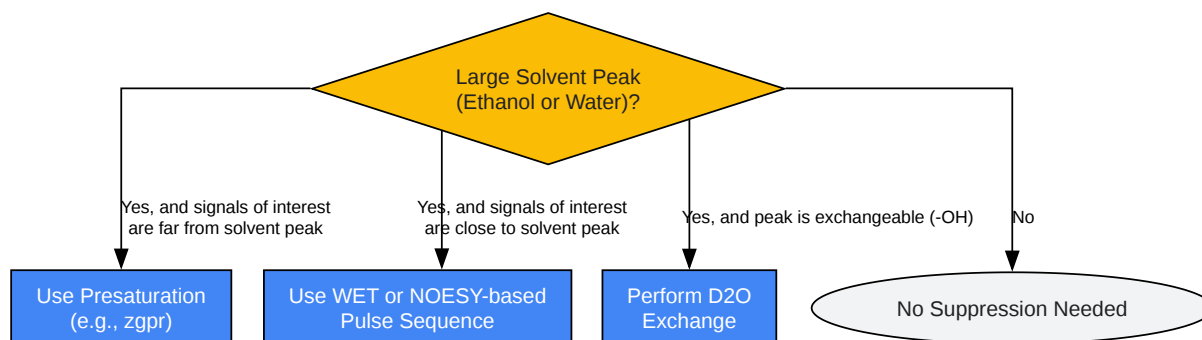 Large Solvent Peak
(Ethanol or Water)?
Yes, and signals of interest
are far from solvent peak
Yes, and signals of interest
are close to solvent peak
Yes, and peak is exchangeable (-OH)
No
Use Presaturation
(e.g., zgpr)
Use WET or NOESY-based
Pulse Sequence
Perform D2O
Exchange
No Suppression Needed